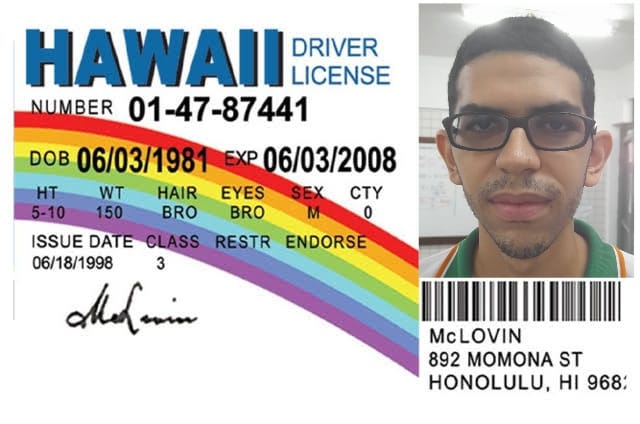 HAWAII DRIVER LICENSE
NUMBER 01-47-87441
DOB 06/03/1981 EXP 06/03/2008
HT WT HAIR EYES SEX CTY
5-10 150 BRO BRO M 0
ISSUE DATE CLASS RESTR ENDORSE
06/18/1998 3
McLovin
McLOVIN
892 MOMONA ST
HONOLULU, HI 968